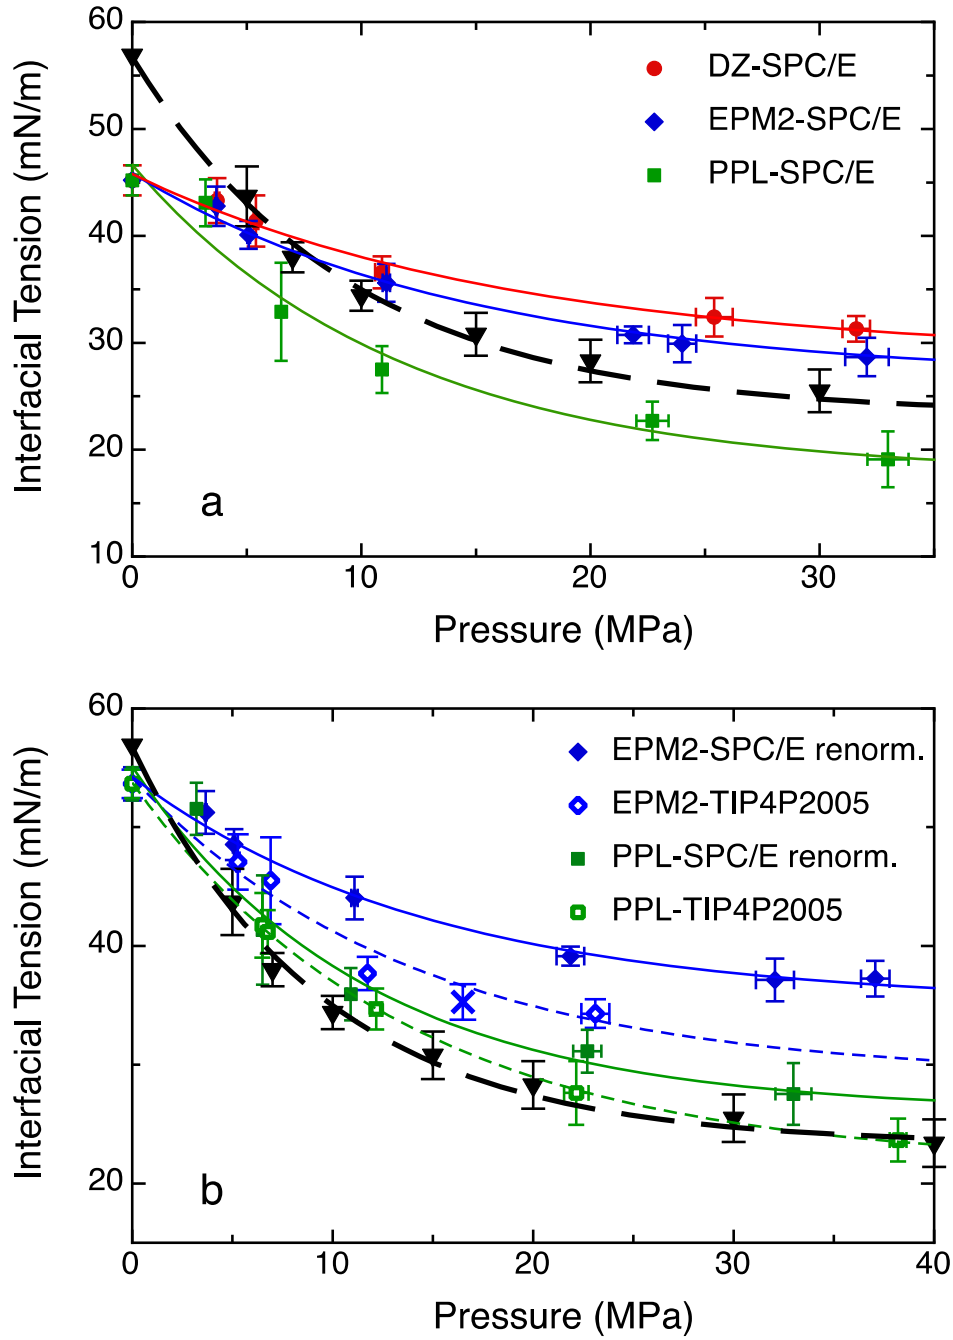 60
50
40
30
20
10
Interfacial Tension (mN/m)
DZ-SPC/E
EPM2-SPC/E
PPL-SPC/E
a
0
10
20
30
Pressure (MPa)
60
40
20
Interfacial Tension (mN/m)
EPM2-SPC/E renorm.
EPM2-TIP4P2005
PPL-SPC/E renorm.
PPL-TIP4P2005
b
0
10
20
30
40
Pressure (MPa)